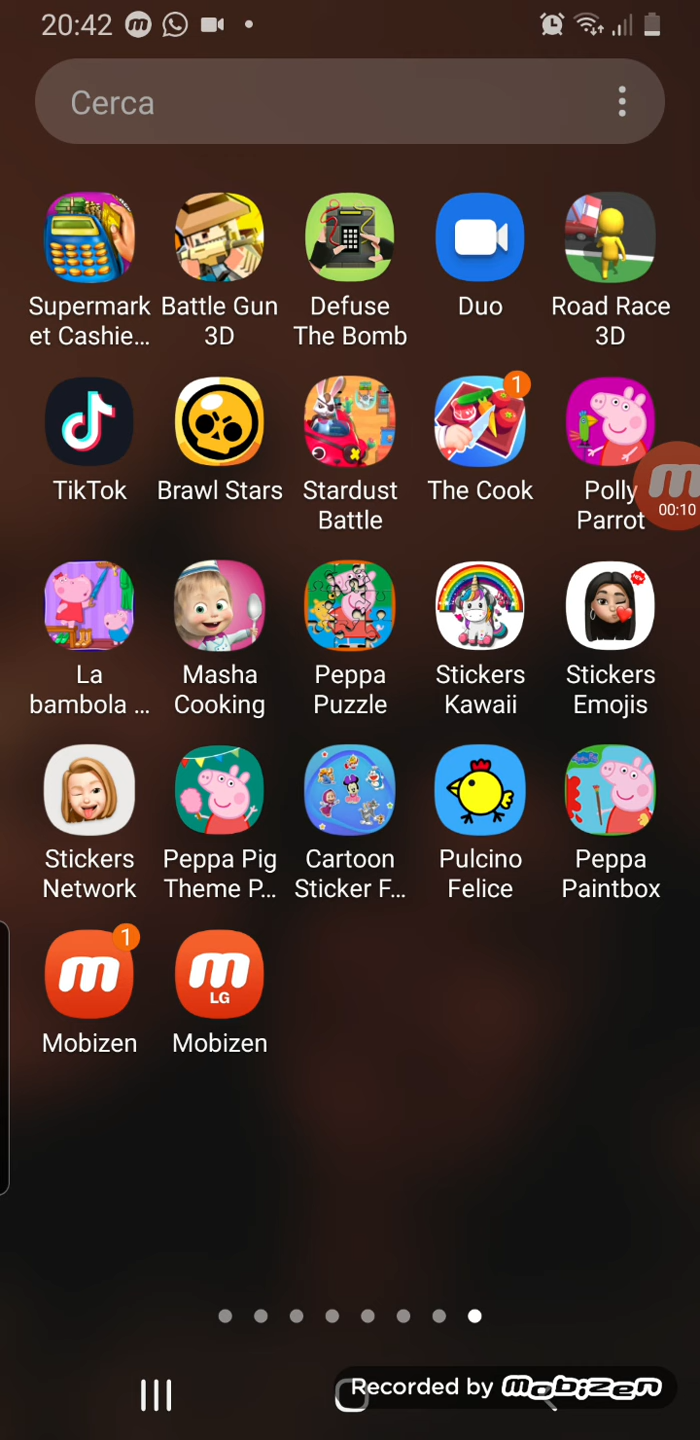 20:42
Cerca
Supermark Battle Gun Defuse Duo Road Race
et Cashie... 3D The Bomb 3D
1
TikTok Brawl Stars Stardust The Cook Polly
Battle Parrot
00:10
La Masha Peppa Stickers Stickers
bambola ... Cooking Puzzle Kawaii Emojis
Stickers Peppa Pig Cartoon Pulcino Peppa
Network Theme P... Sticker F... Felice Paintbox
1
LG
Mobizen Mobizen
Recorded by mobizen